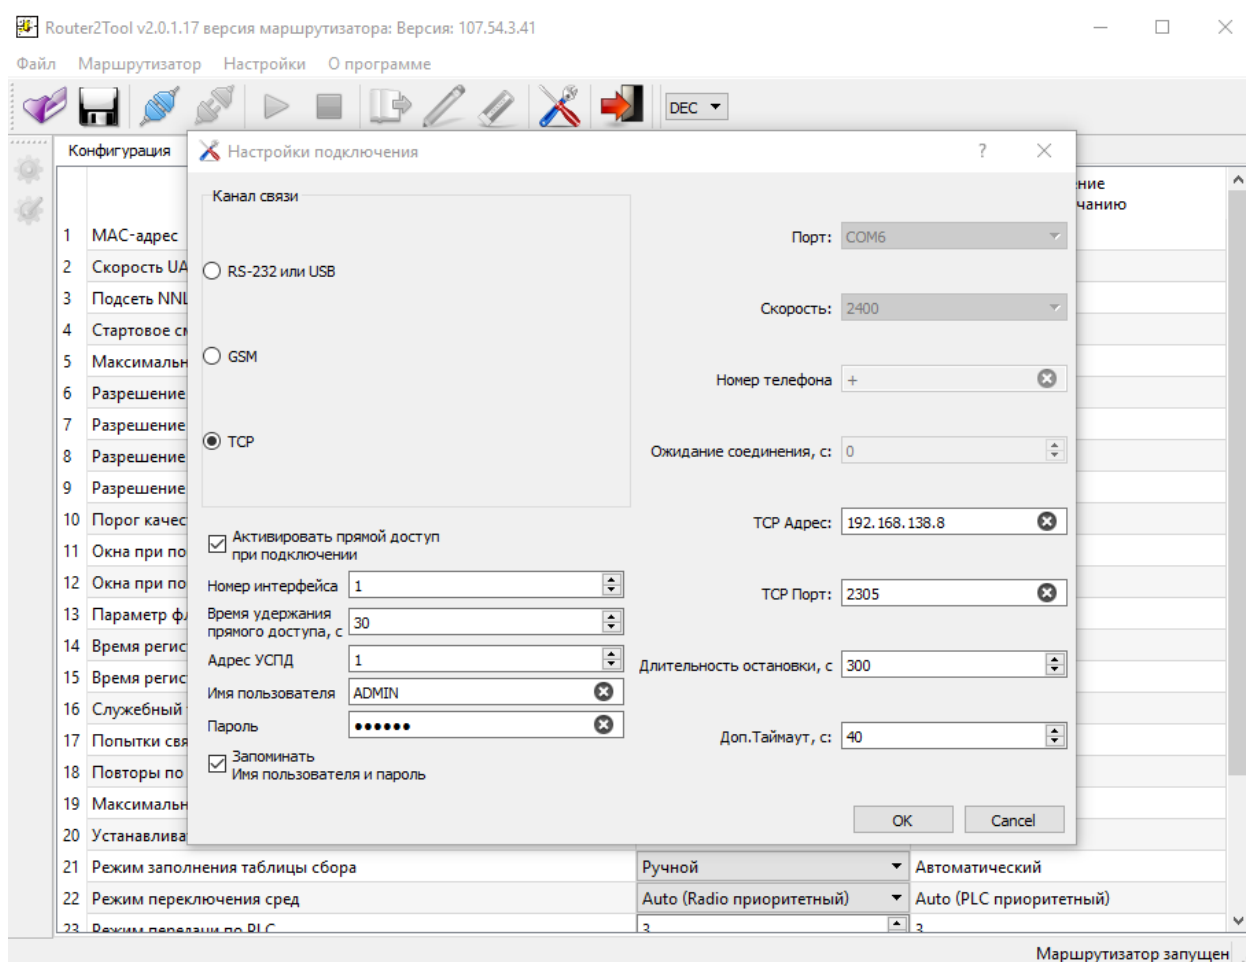 Router2Tool v2.0.1.17 версия маршрутизатора: Версия: 107.54.3.41
Файл Маршрутизатор Настройки О программе
DEC
Конфигурация
Настройки подключения
?
Канал связи
RS-232 или USB
GSM
TCP
Активировать прямой доступ
при подключении
Номер интерфейса 1
Время удержания
прямого доступа, с 30
Адрес УСПД 1
Имя пользователя ADMIN
Пароль ●●●●●●
Запоминать
Имя пользователя и пароль
Порт: COM6
Скорость: 2400
Номер телефона +
Ожидание соединения, с: 0
TCP Адрес: 192.168.138.8
TCP Порт: 2305
Длительность остановки, с 300
Доп.Таймаут, с: 40
OK Cancel
ние
чанию
1 MAC-адрес
2 Скорость UA
3 Подсеть NNL
4 Стартовое с
5 Максимальн
6 Разрешение
7 Разрешение
8 Разрешение
9 Разрешение
10 Порог качес
11 Окна при по
12 Окна при по
13 Параметр ф
14 Время регис
15 Время регис
16 Служебный
17 Попытки свя
18 Повторы по
19 Максимальн
20 Устанавлива
21 Режим заполнения таблицы сбора Ручной Автоматический
22 Режим переключения сред Auto (Radio приоритетный) Auto (PLC приоритетный)
23 Режим передачи по PLC 3 3
Маршрутизатор запущен